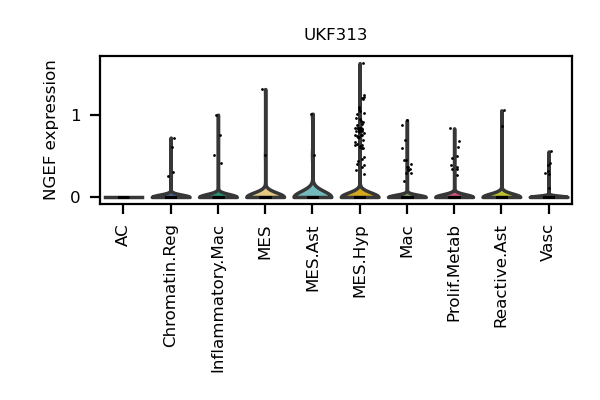 UKF313
NGEF expression
1
0
AC
Chromatin.Reg
Inflammatory.Mac
MES
MES.Ast
MES.Hyp
Mac
Prolif.Metab
Reactive.Ast
Vasc